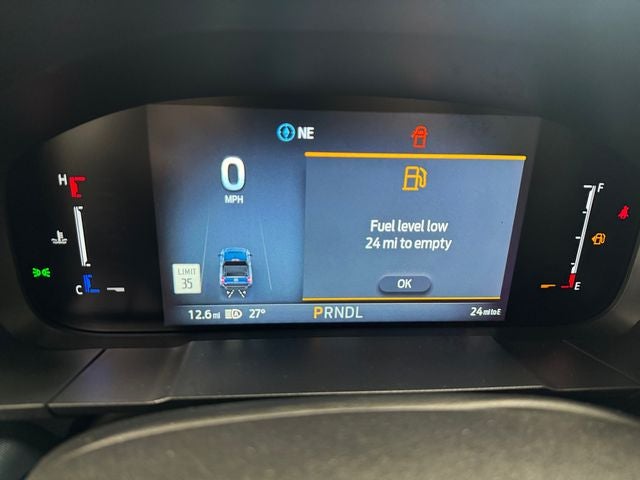 NE
H
0
MPH
Fuel level low
24 mi to empty
OK
F
LIMIT
35
C
E
12.6 mi
27°
PRNDL
24 mi to E